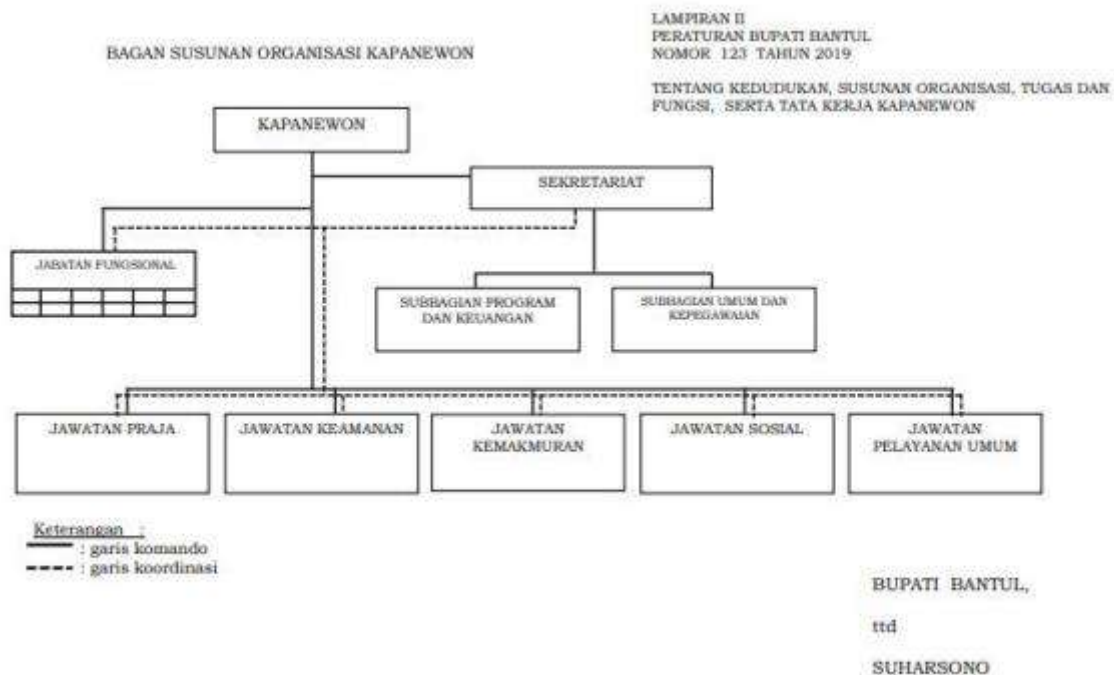 LAMPIRAN II
PERATURAN BUPATI BANTUL
NOMOR 123 TAHUN 2019
BAGAN SUSUNAN ORGANISASI KAPANEWON
TENTANG KEDUDUKAN, SUSUNAN ORGANISASI, TUGAS DAN
FUNGSI, SERTA TATA KERJA KAPANEWON
KAPANEWON
SEKRETARIAT
JABATAN FUNGSIONAL
SUBBAGIAN PROGRAM
DAN KEUANGAN
SUBBAGIAN UMUM DAN
KEPEGAWAIAN
JAWATAN PRAJA
JAWATAN KEAMANAN
JAWATAN
KEMAKMURAN
JAWATAN SOSIAL
JAWATAN
PELAYANAN UMUM
Keterangan :
: garis komando
: garis koordinasi
BUPATI BANTUL,
ttd
SUHARSONO